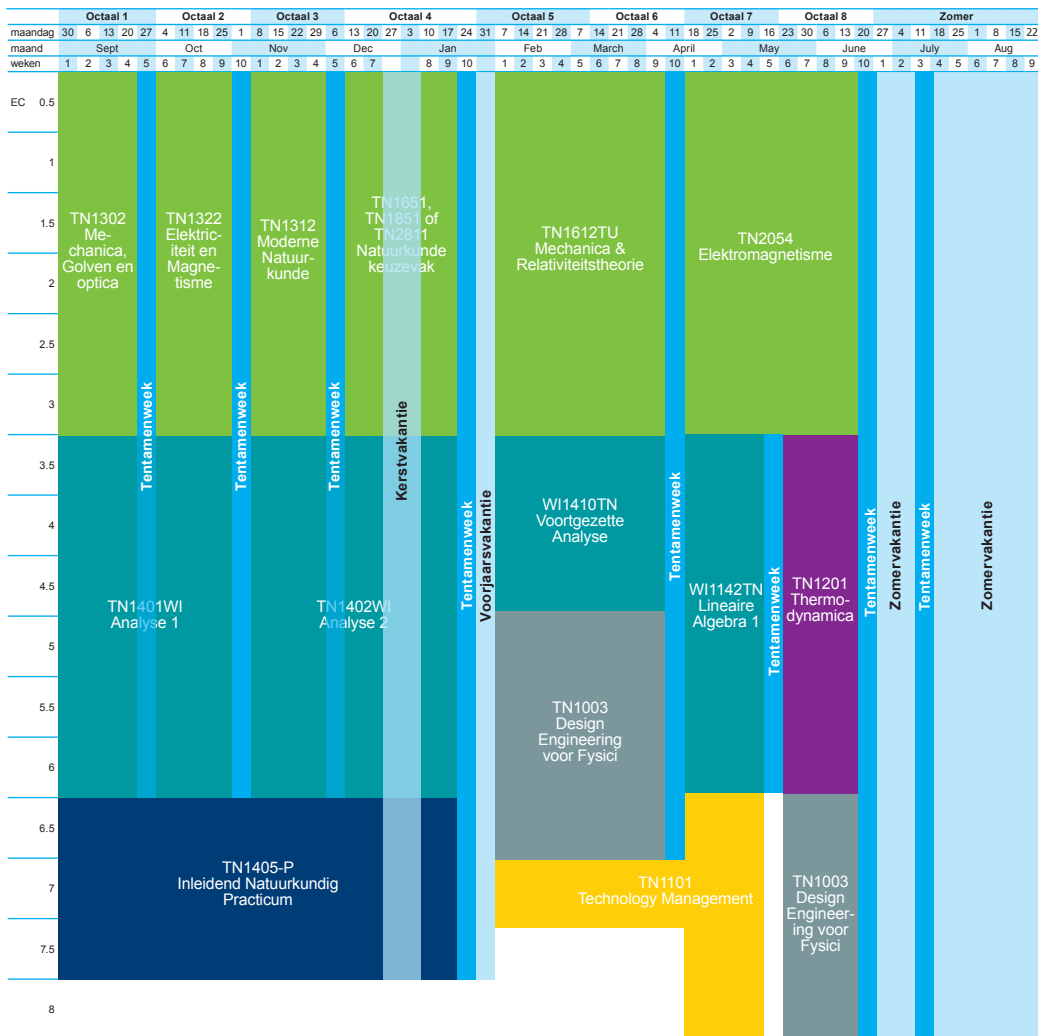 Octaal 1 Octaal 2 Octaal 3 Octaal 4 Octaal 5 Octaal 6 Octaal 7 Octaal 8 Zomer
maandag 30 6 13 20 27 4 11 18 25 1 8 15 22 29 6 13 20 27 3 10 17 24 31 7 14 21 28 7 14 21 28 4 11 18 25 2 9 16 23 30 6 13 20 27 4 11 18 25 1 8 15 22
maand Sept Oct Nov Dec Jan Feb March April May June July Aug
weken 1 2 3 4 5 6 7 8 9 10 1 2 3 4 5 6 7 8 9 10 1 2 3 4 5 6 7 8 9 10 1 2 3 4 5 6 7 8 9 10 1 2 3 4 5 6 7 8 9
EC 0.5
1
1.5
2
2.5
3
3.5
4
4.5
5
5.5
6
6.5
7
7.5
8
TN1302
Me-
chanica,
Golven en
optica
TN1322
Elektric-
iteit en
Magne-
tisme
TN1312
Moderne
Natuur-
kunde
TN1651,
TN1851 of
TN2811
Natuurkunde
keuzevak
TN1612TU
Mechanica &
Relativiteitstheorie
TN2054
Elektromagnetisme
Tentamenweek
Tentamenweek
Tentamenweek
Kerstvakantie
Tentamenweek
Voorjaarsvakantie
Tentamenweek
Tentamenweek
Tentamenweek
Zomervakantie
Tentamenweek
Zomervakantie
TN1401WI
Analyse 1
TN1402WI
Analyse 2
WI1410TN
Voortgezette
Analyse
WI1142TN
Lineaire
Algebra 1
TN1201
Thermo-
dynamica
TN1003
Design
Engineering
voor Fysici
TN1405-P
Inleidend Natuurkundig
Practicum
TN1101
Technology Management
TN1003
Design
Engineer-
ing voor
Fysici